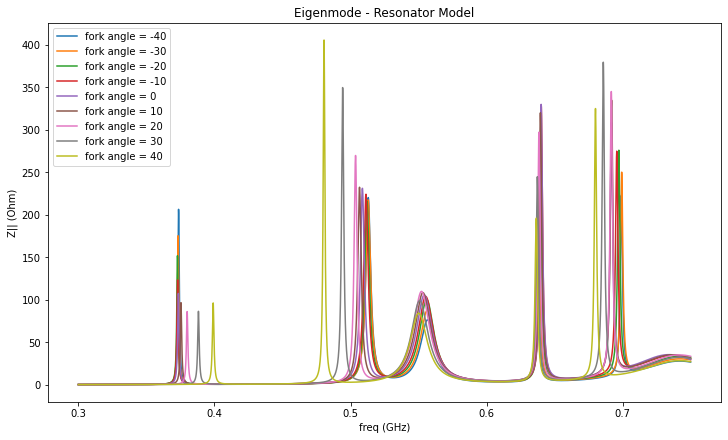 Eigenmode - Resonator Model
fork angle = -40
fork angle = -30
fork angle = -20
fork angle = -10
fork angle = 0
fork angle = 10
fork angle = 20
fork angle = 30
fork angle = 40
Z|| (Ohm)
400
350
300
250
200
150
100
50
0
0.3 0.4 0.5 0.6 0.7
freq (GHz)